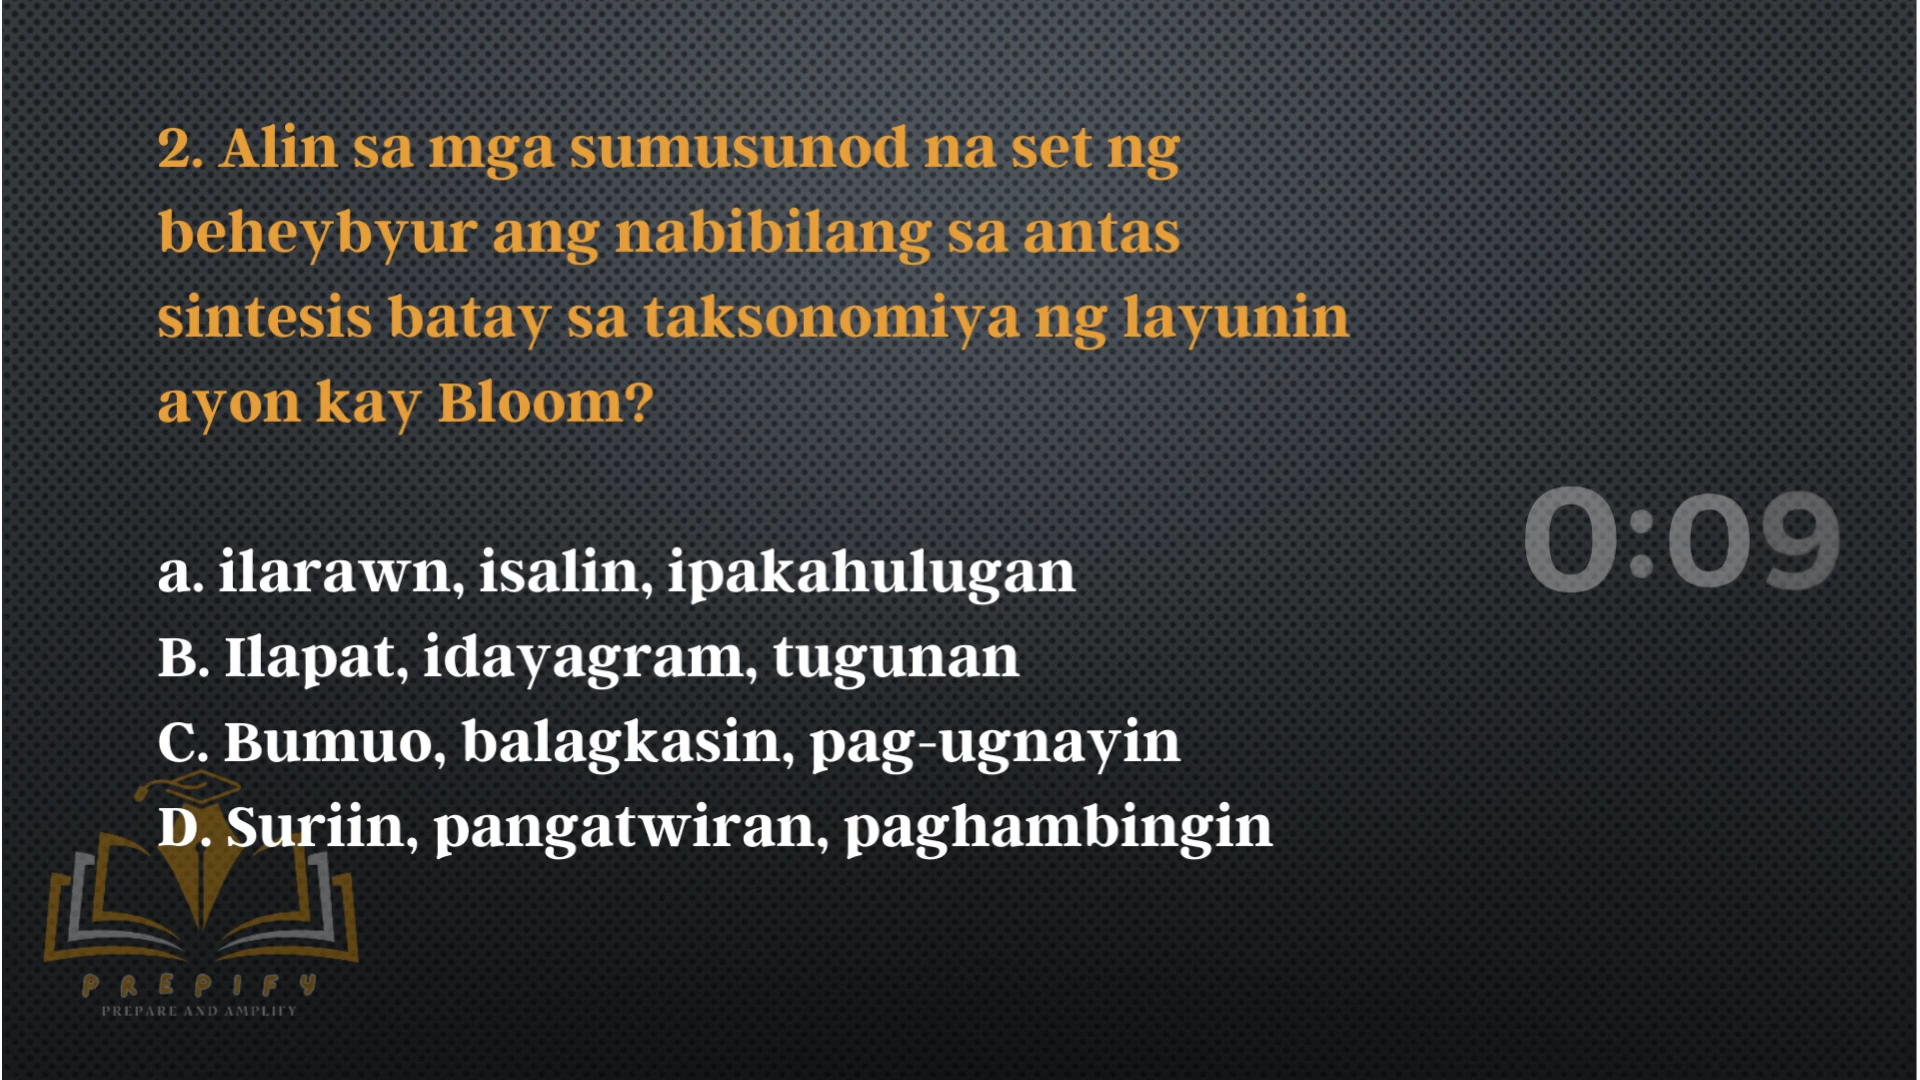 2. Alin sa mga sumusunod na set ng
beheybyur ang nabibilang sa antas
sintesis batay sa taksonomiya ng layunin
ayon kay Bloom?
0:09
a. ilarawn, isalin, ipakahulugan
B. Ilapat, idayagram, tugunan
C. Bumuo, balagkasin, pag-ugnayin
D. Suriin, pangatwiran, paghambingin
PREPIFY
PREPARE AND AMPLIFY